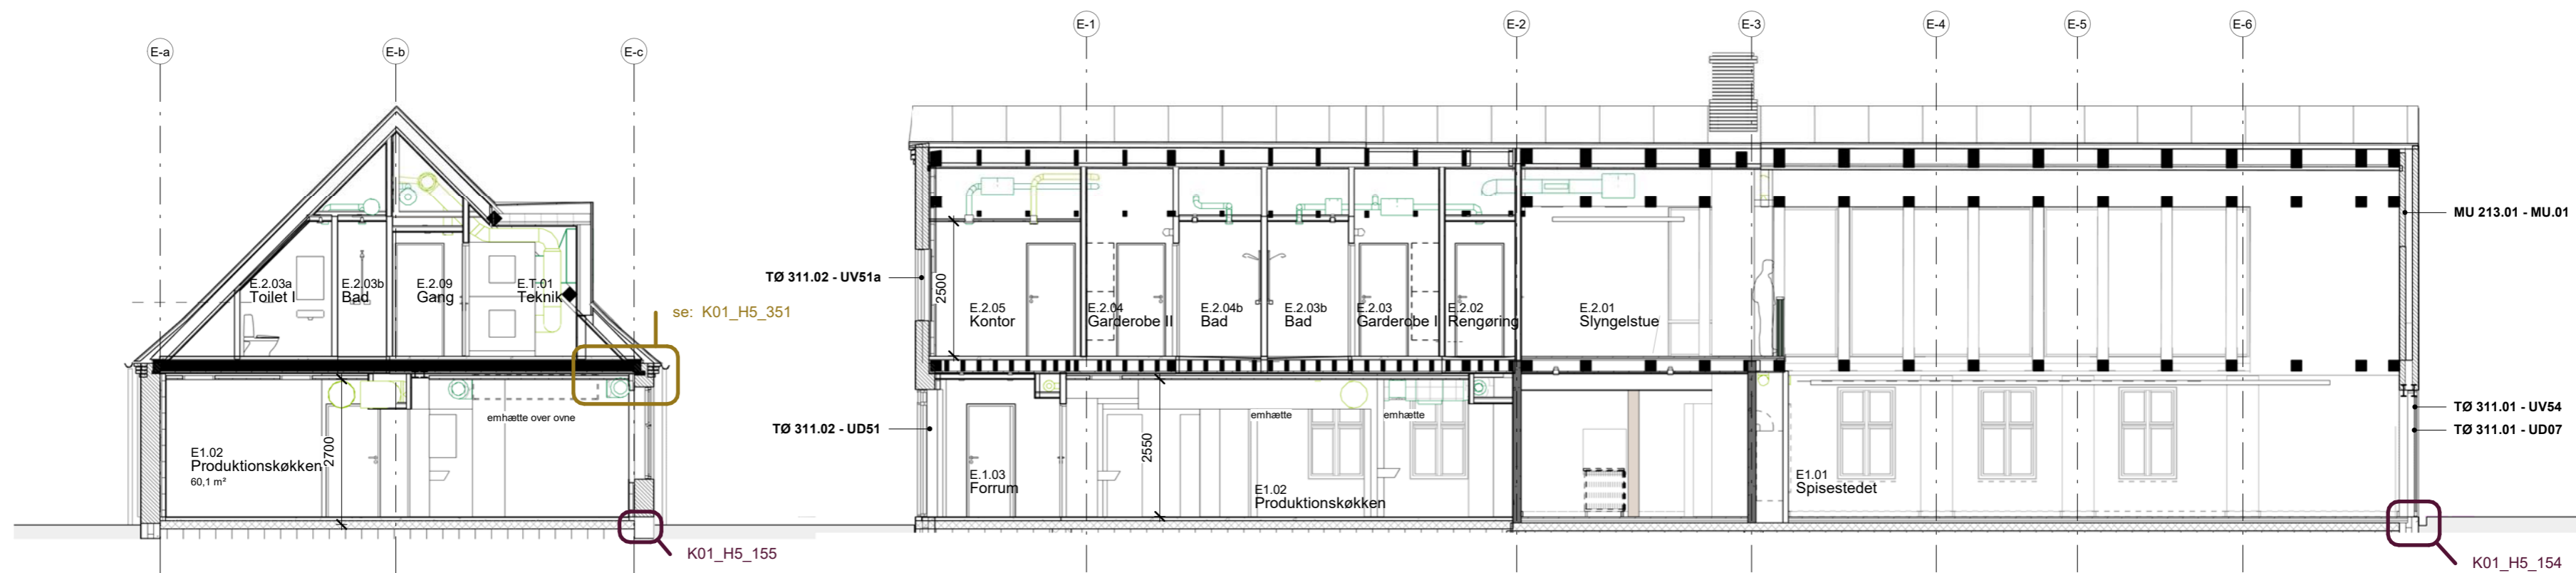 E-a
E-b
E-c
E-1
E-2
E-3
E-4
E-5
E-6
E.2.03a
Toilet I
E.2.03b
Bad
E.2.09
Gang
E.T.01
Teknik
se: K01_H5_351
E1.02
Produktionskøkken
60,1 m²
2700
emhætte over ovne
K01_H5_155
TØ 311.02 - UV51a
TØ 311.02 - UD51
2500
E.2.05
Kontor
E.2.04
Garderobe II
E.2.04b
Bad
E.2.03b
Bad
E.2.03
Garderobe I
E.2.02
Rengøring
E.2.01
Slyngelstue
E.1.03
Forrum
2550
emhætte
emhætte
E1.02
Produktionskøkken
E1.01
Spisestedet
MU 213.01 - MU.01
TØ 311.01 - UV54
TØ 311.01 - UD07
K01_H5_154